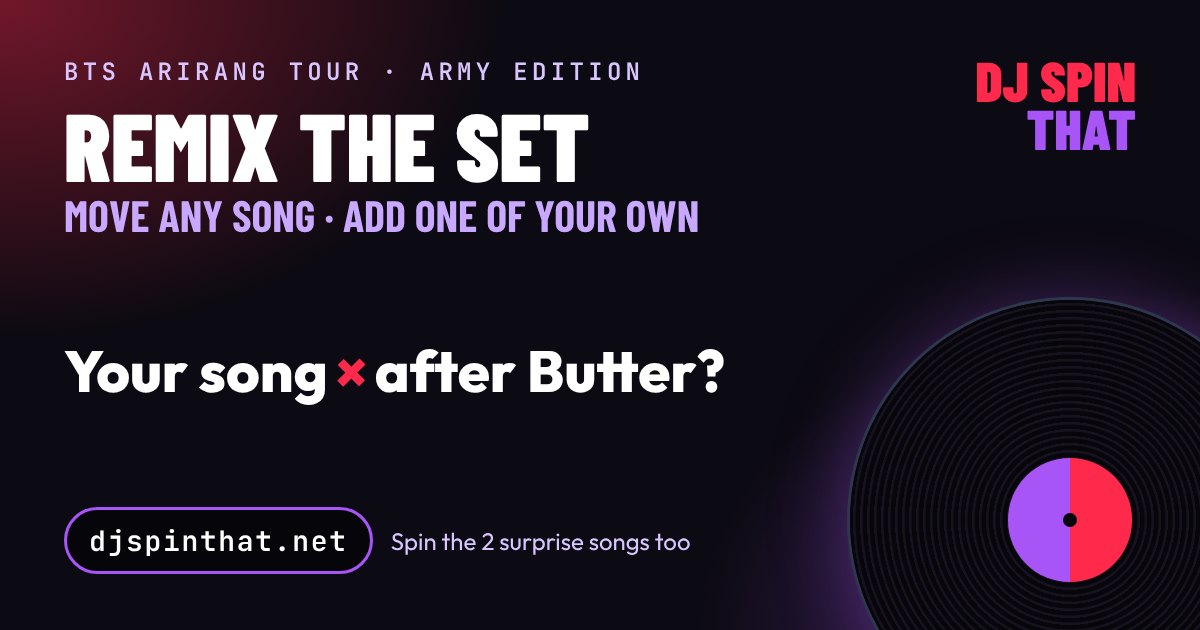 BTS ARIRANG TOUR · ARMY EDITION
DJ SPIN
THAT
REMIX THE SET
MOVE ANY SONG · ADD ONE OF YOUR OWN
Your song × after Butter?
djspinthat.net
Spin the 2 surprise songs too